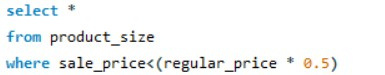 select *
from product_size
where sale_price<(regular_price * 0.5)